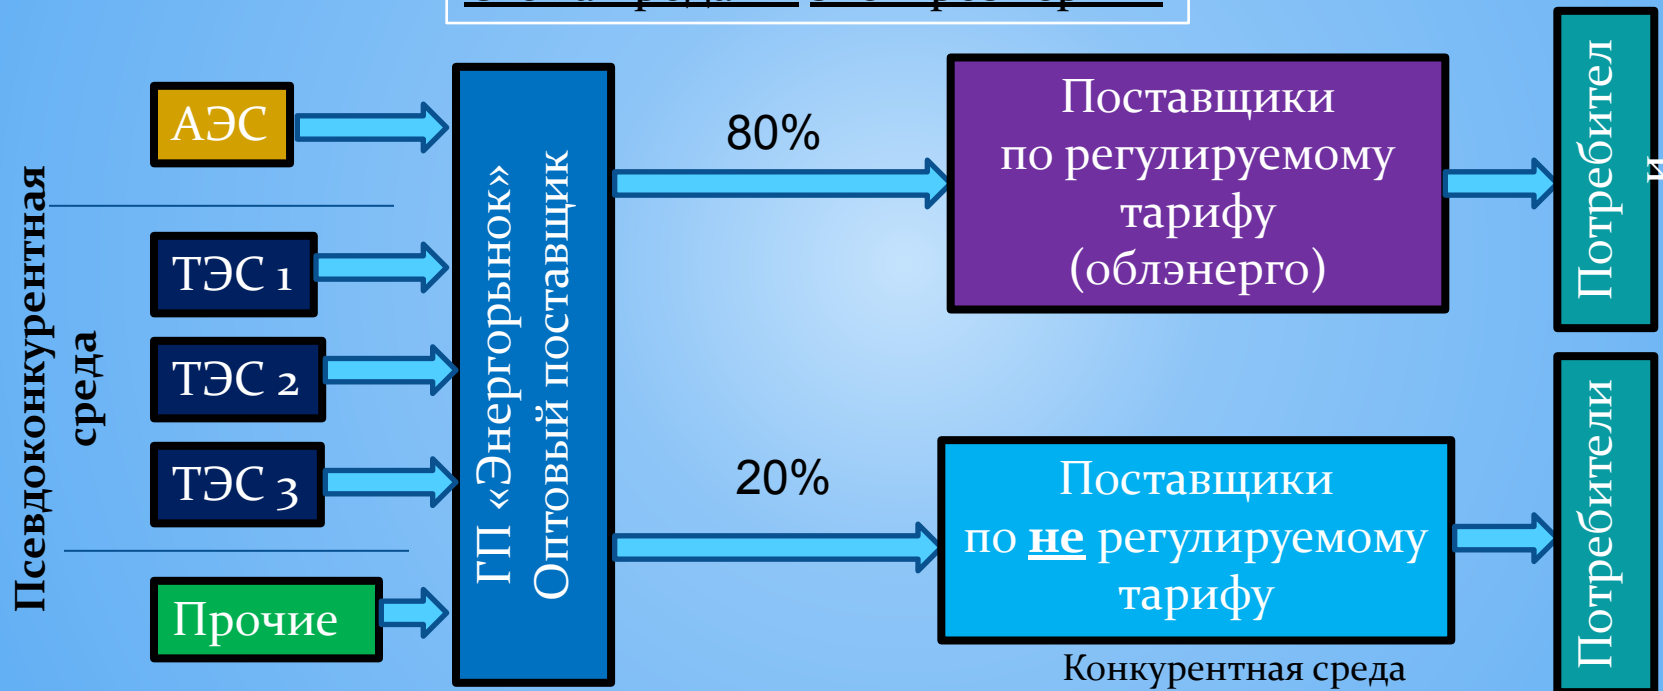 Псевдоконкурентная
среда
АЭС
ТЭС 1
ТЭС 2
ТЭС 3
Прочие
ГП «Энергорынок»
Оптовый поставщик
80%
20%
Поставщики
по регулируемому
тарифу
(облэнерго)
Поставщики
по не регулируемому
тарифу
Конкурентная среда
Потребител
и
Потребители